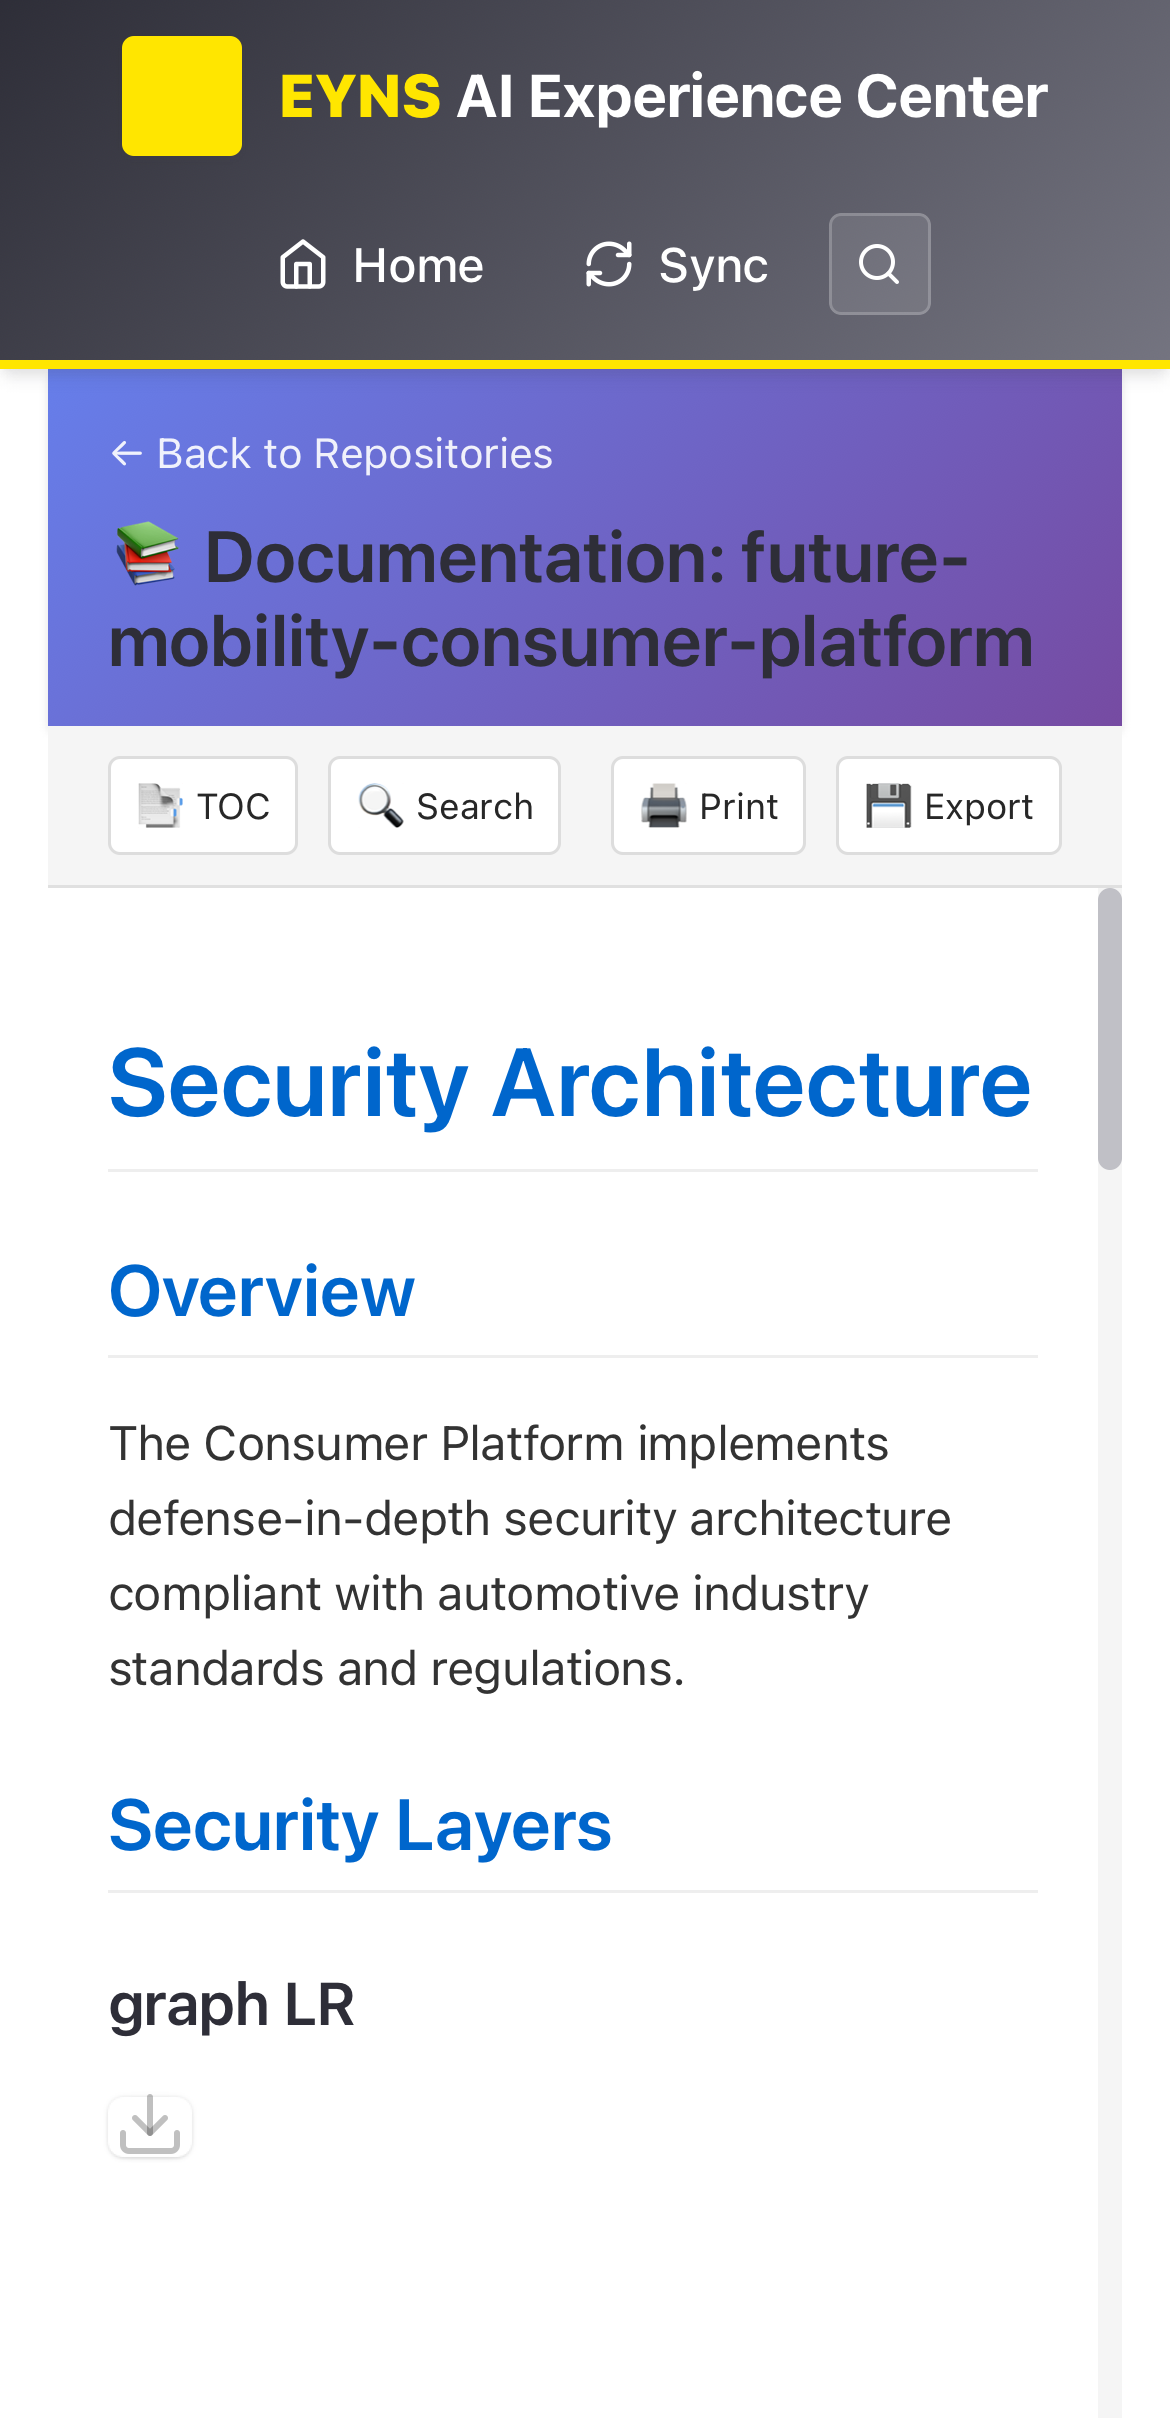 EYNS AI Experience Center
Home
Sync
← Back to Repositories
📚 Documentation: future-
mobility-consumer-platform
TOC
Search
Print
Export
Security Architecture
Overview
The Consumer Platform implements
defense-in-depth security architecture
compliant with automotive industry
standards and regulations.
Security Layers
graph LR